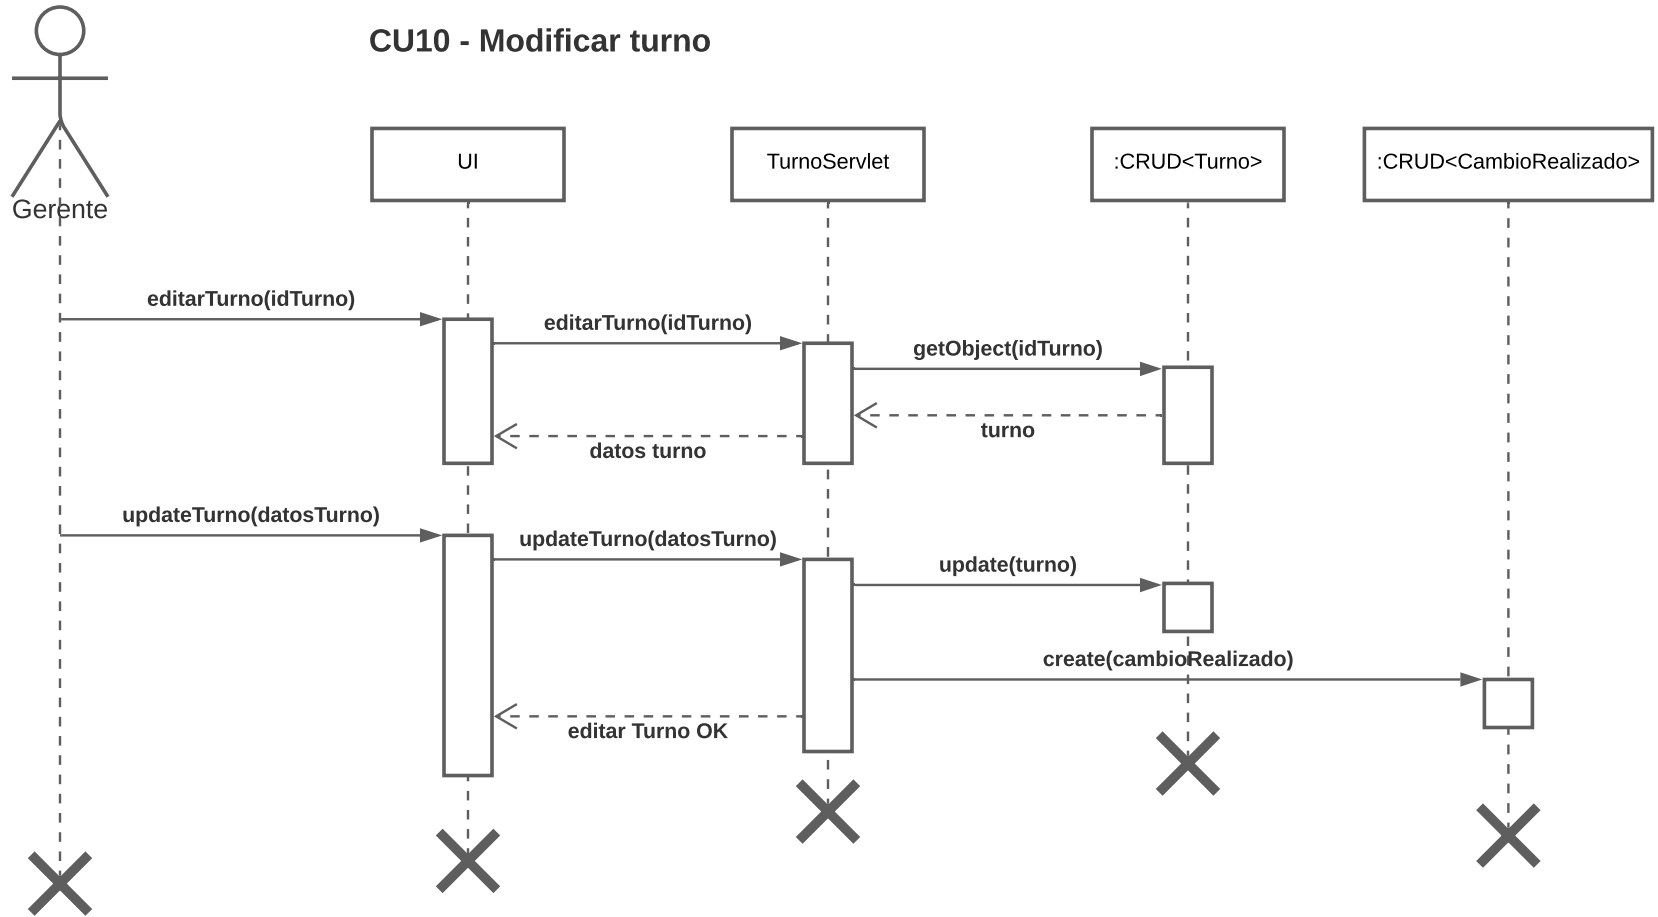 CU10 - Modificar turno
UI
TurnoServlet
:CRUD<Turno>
:CRUD<CambioRealizado>
Gerente
editarTurno(idTurno)
editarTurno(idTurno)
getObject(idTurno)
turno
datos turno
updateTurno(datosTurno)
updateTurno(datosTurno)
update(turno)
create(cambioRealizado)
editar Turno OK